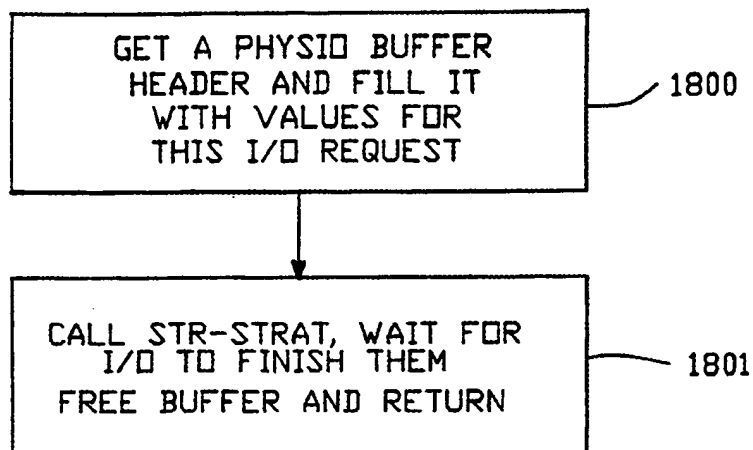 GET A PHYSIO BUFFER
HEADER AND FILL IT
WITH VALUES FOR
THIS I/O REQUEST
1800
CALL STR-STRAT, WAIT FOR
I/O TO FINISH THEM
FREE BUFFER AND RETURN
1801